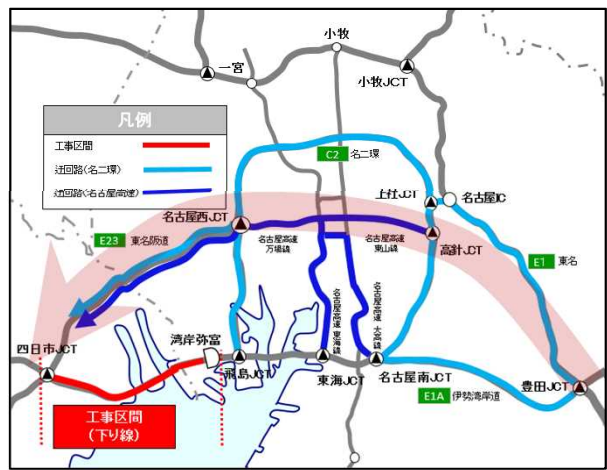 小牧
一宮
小牧JCT
凡例
工事区間
迂回路(名二環)
迂回路(名古屋高速)
C2 名二環
上社JCT
名古屋IC
名古屋西JCT
E23 東名阪道
名古屋高速
万場線
名古屋高速
東山線
高針JCT
E1 東名
名古屋高速 東海線
名古屋高速 大高線
四日市JCT
湾岸弥富
飛島JCT
東海JCT
名古屋南JCT
豊田JCT
E1A 伊勢湾岸道
工事区間
(下り線)